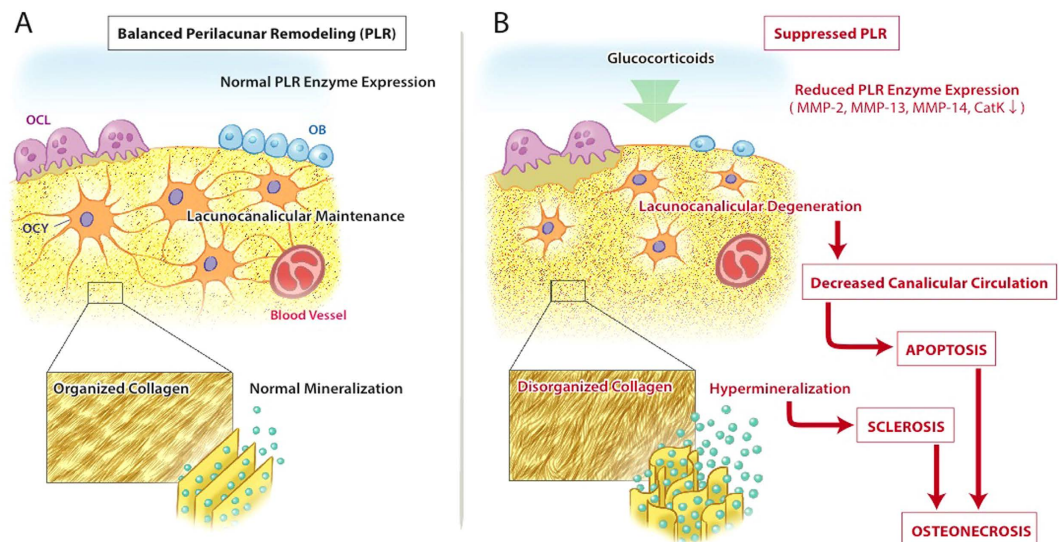 A
Balanced Perilacunar Remodeling (PLR)
Normal PLR Enzyme Expression
OCL
OB
Lacunocanalicular Maintenance
OCY
Blood Vessel
Organized Collagen
Normal Mineralization
B
Suppressed PLR
Glucocorticoids
Reduced PLR Enzyme Expression
( MMP-2, MMP-13, MMP-14, CatK ↓ )
Lacunocanalicular Degeneration
Decreased Canalicular Circulation
APOPTOSIS
Disorganized Collagen
Hypermineralization
SCLEROSIS
OSTEONECROSIS